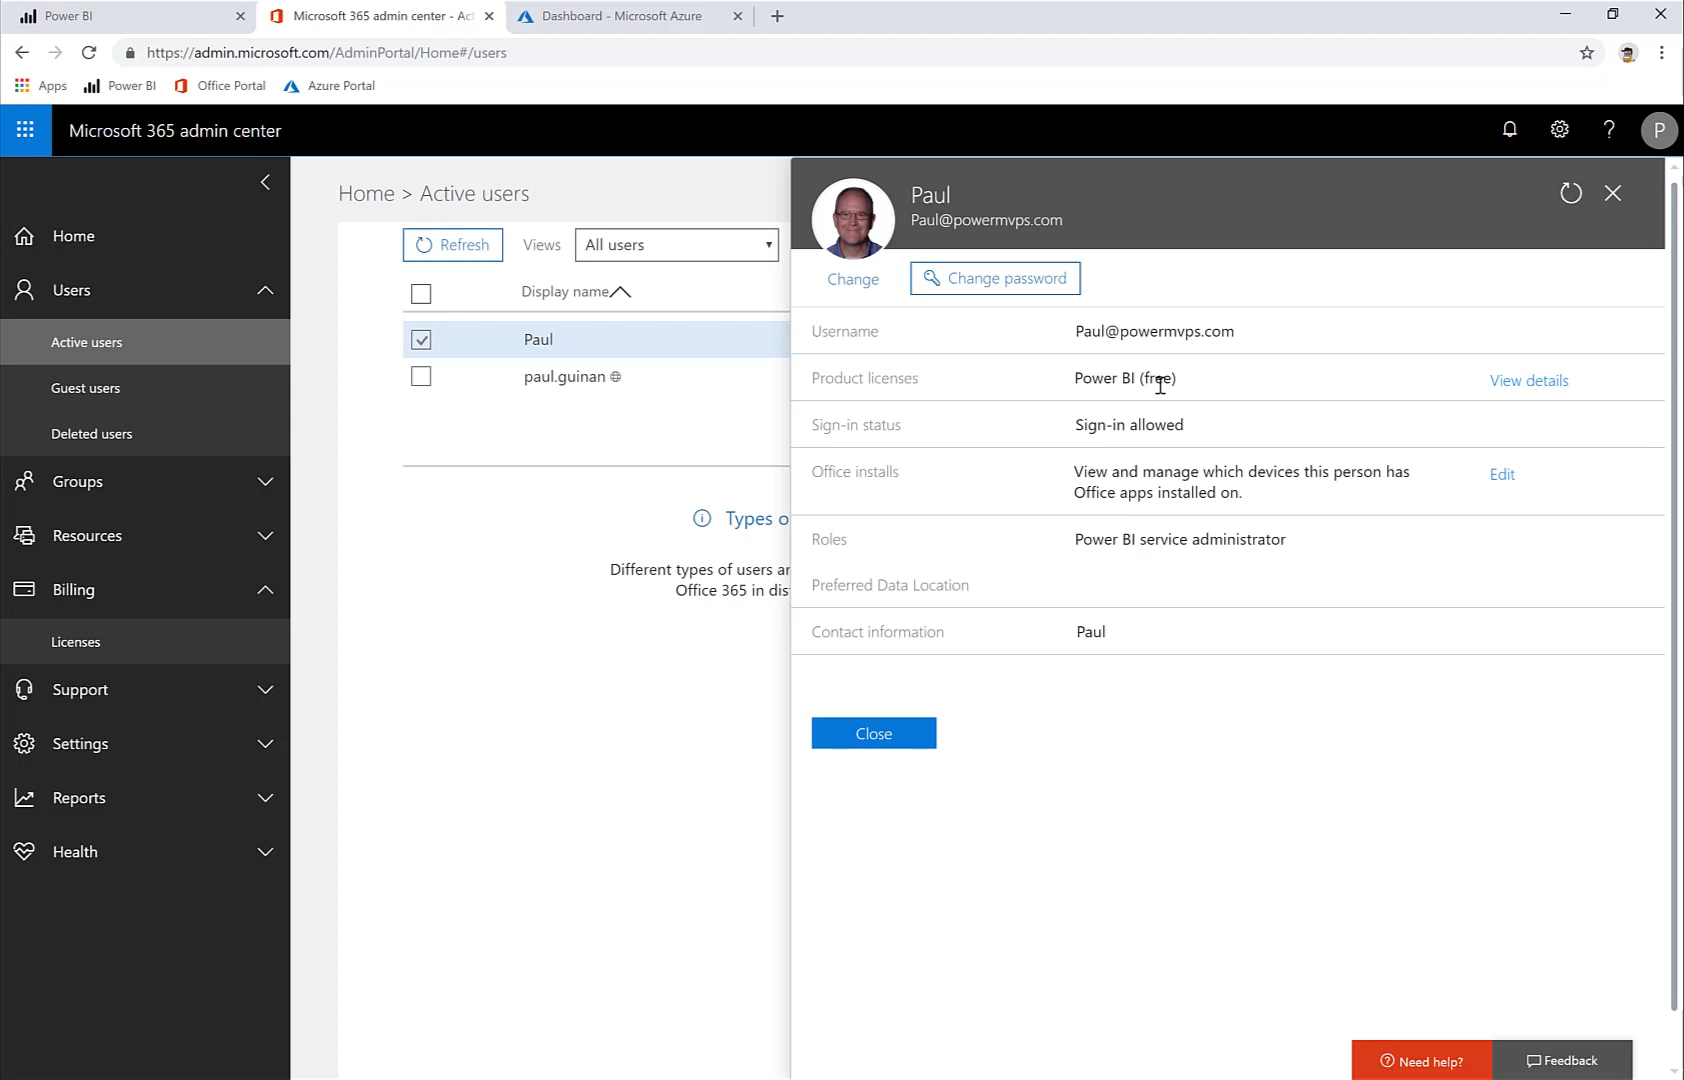 Power BI
Microsoft 365 admin center - Act
Dashboard - Microsoft Azure
https://admin.microsoft.com/AdminPortal/Home#/users
Apps
Power BI
Office Portal
Azure Portal
Microsoft 365 admin center
P
Home
Users
Active users
Guest users
Deleted users
Groups
Resources
Billing
Licenses
Support
Settings
Reports
Health
Home > Active users
Refresh
Views
All users
Display name
Paul
paul.guinan
Types o
Different types of users ar
Office 365 in dis
Paul
Paul@powermvps.com
Change
Change password
Username
Paul@powermvps.com
Product licenses
Power BI (free)
View details
Sign-in status
Sign-in allowed
Office installs
View and manage which devices this person has
Office apps installed on.
Edit
Roles
Power BI service administrator
Preferred Data Location
Contact information
Paul
Close
Need help?
Feedback